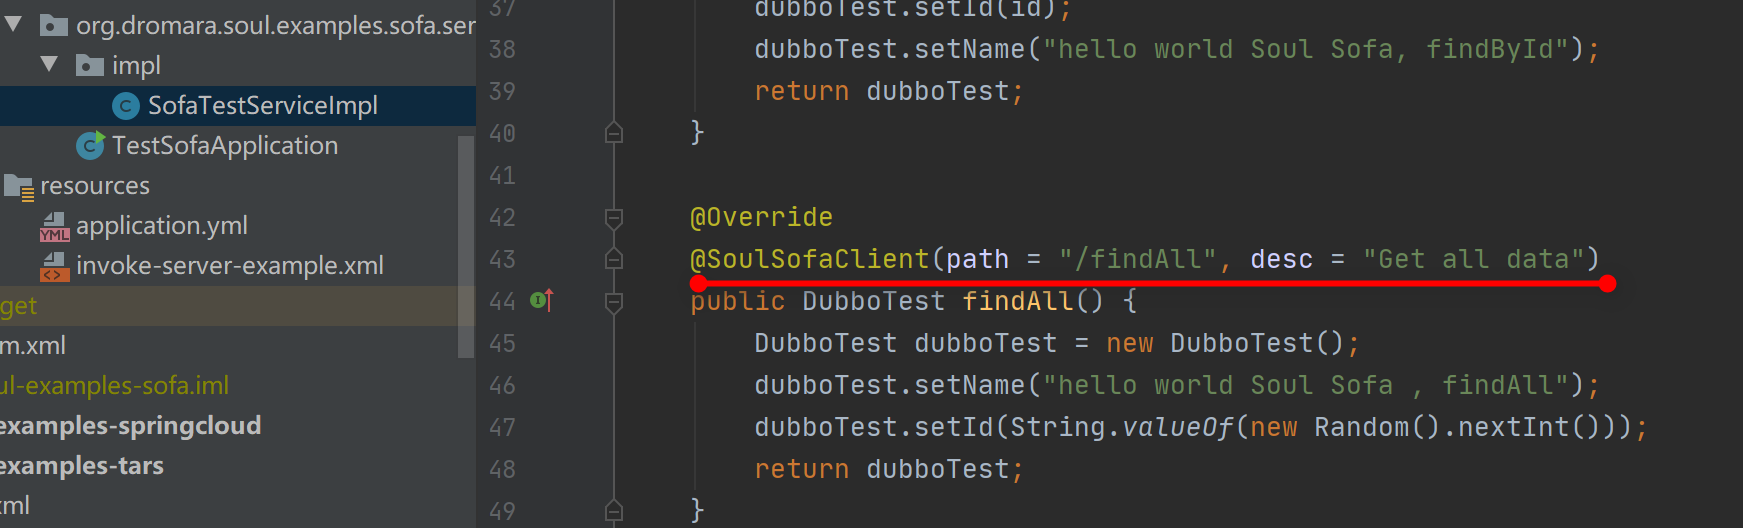 org.dromara.soul.examples.sofa.ser
impl
SofaTestServiceImpl
TestSofaApplication
resources
application.yml
invoke-server-example.xml
get
m.xml
ul-examples-sofa.iml
examples-springcloud
examples-tars
xml
37 dubboTest.setId(id);
38 dubboTest.setName("hello world Soul Sofa, findById");
39 return dubboTest;
40 }
41
42 @Override
43 @SoulSofaClient(path = "/findAll", desc = "Get all data")
44 public DubboTest findAll() {
45 DubboTest dubboTest = new DubboTest();
46 dubboTest.setName("hello world Soul Sofa , findAll");
47 dubboTest.setId(String.valueOf(new Random().nextInt()));
48 return dubboTest;
49 }